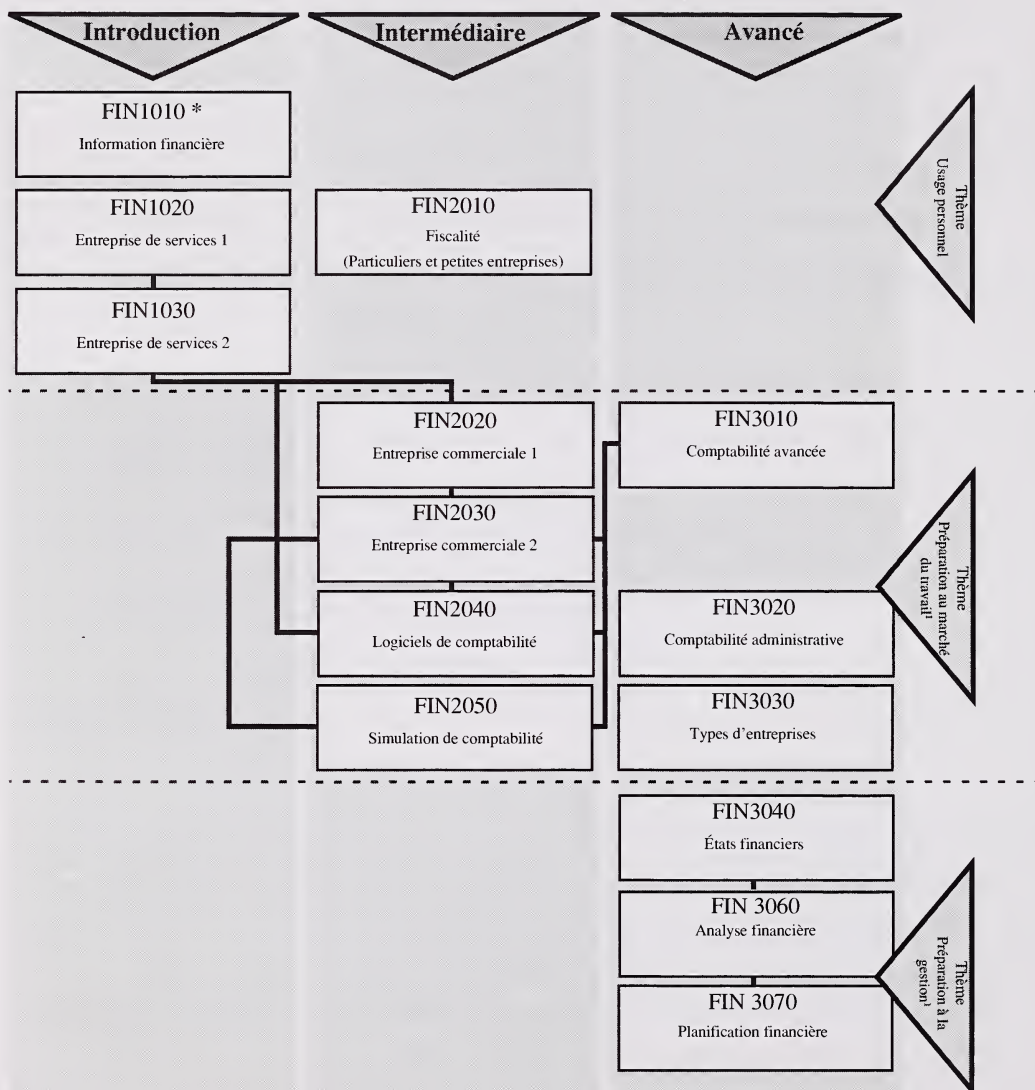 Introduction
Intermédiaire
Avancé
FIN1010 *
Information financière
FIN1020
Entreprise de services 1
FIN2010
Fiscalité
(Particuliers et petites entreprises)
FIN1030
Entreprise de services 2
Thème
Usage personnel
FIN2020
Entreprise commerciale 1
FIN3010
Comptabilité avancée
FIN2030
Entreprise commerciale 2
FIN2040
Logiciels de comptabilité
FIN3020
Comptabilité administrative
FIN2050
Simulation de comptabilité
FIN3030
Types d'entreprises
Thème
Préparation au marché
du travail¹
FIN3040
États financiers
FIN 3060
Analyse financière
FIN 3070
Planification financière
Thème
Préparation à la
gestion¹